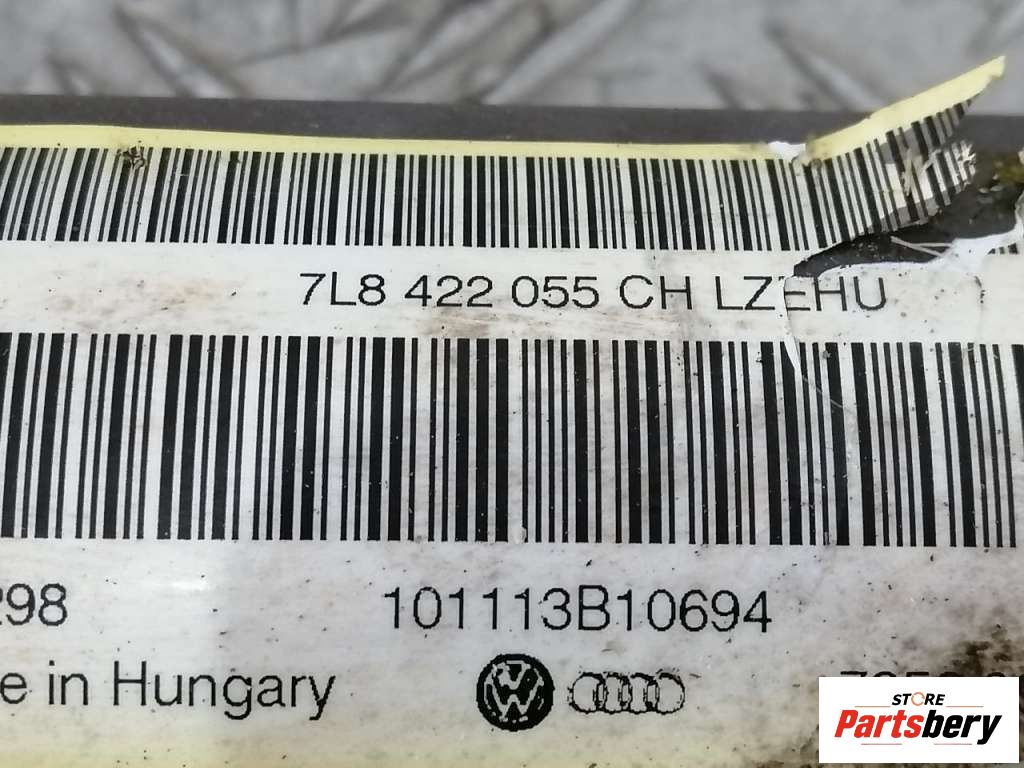 7L8 422 055 CH LZEHU
298 101113B10694
e in Hungary
STORE
Partsbery